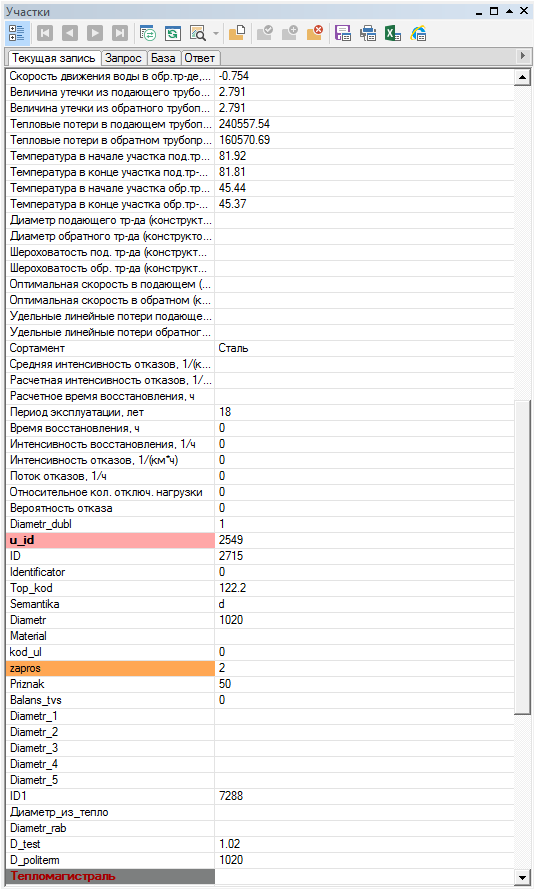 Участки
Текущая запись Запрос База Ответ
Скорость движения воды в обр.тр-де,... -0.754
Величина утечки из подающего трубо... 2.791
Величина утечки из обратного трубоп... 2.791
Тепловые потери в подающем трубоп... 240557.54
Тепловые потери в обратном трубопр... 160570.69
Температура в начале участка под.тр... 81.92
Температура в конце участка под.тр-... 81.81
Температура в начале участка обр.тр... 45.44
Температура в конце участка обр.тр-... 45.37
Диаметр подающего тр-да (конструкт...
Диаметр обратного тр-да (конструкто...
Шероховатость под. тр-да (конструкт...
Шероховатость обр. тр-да (конструкт...
Оптимальная скорость в подающем (...
Оптимальная скорость в обратном (к...
Удельные линейные потери подающе...
Удельные линейные потери обратног...
Сортамент Сталь
Средняя интенсивность отказов, 1/(к...
Расчетная интенсивность отказов, 1/...
Расчетное время восстановления, ч
Период эксплуатации, лет 18
Время восстановления, ч 0
Интенсивность восстановления, 1/ч 0
Интенсивность отказов, 1/(км*ч) 0
Поток отказов, 1/ч 0
Относительное кол. отключ. нагрузки 0
Вероятность отказа 0
Diametr_dubl 1
u_id 2549
ID 2715
Identificator 0
Top_kod 122.2
Semantika d
Diametr 1020
Material
kod_ul 0
zapros 2
Priznak 50
Balans_tvs 0
Diametr_1
Diametr_2
Diametr_3
Diametr_4
Diametr_5
ID1 7288
Диаметр_из_тепло
Diametr_rab
D_test 1.02
D_politerm 1020
Тепломагистраль